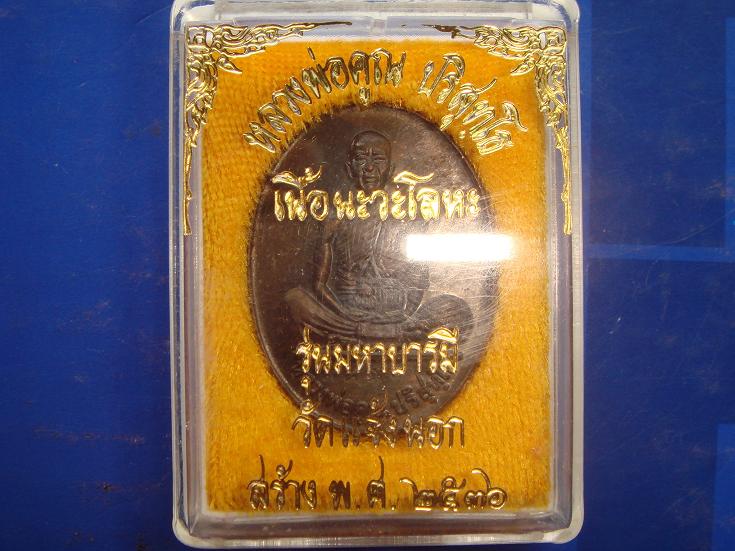 หลวงพ่อคูณ ปริสุทโธ
เนื้อนะวะโลหะ
รุ่นมหาบารมี
วัดแจ้งนอก
สร้าง พ.ศ. ๒๕๓๖